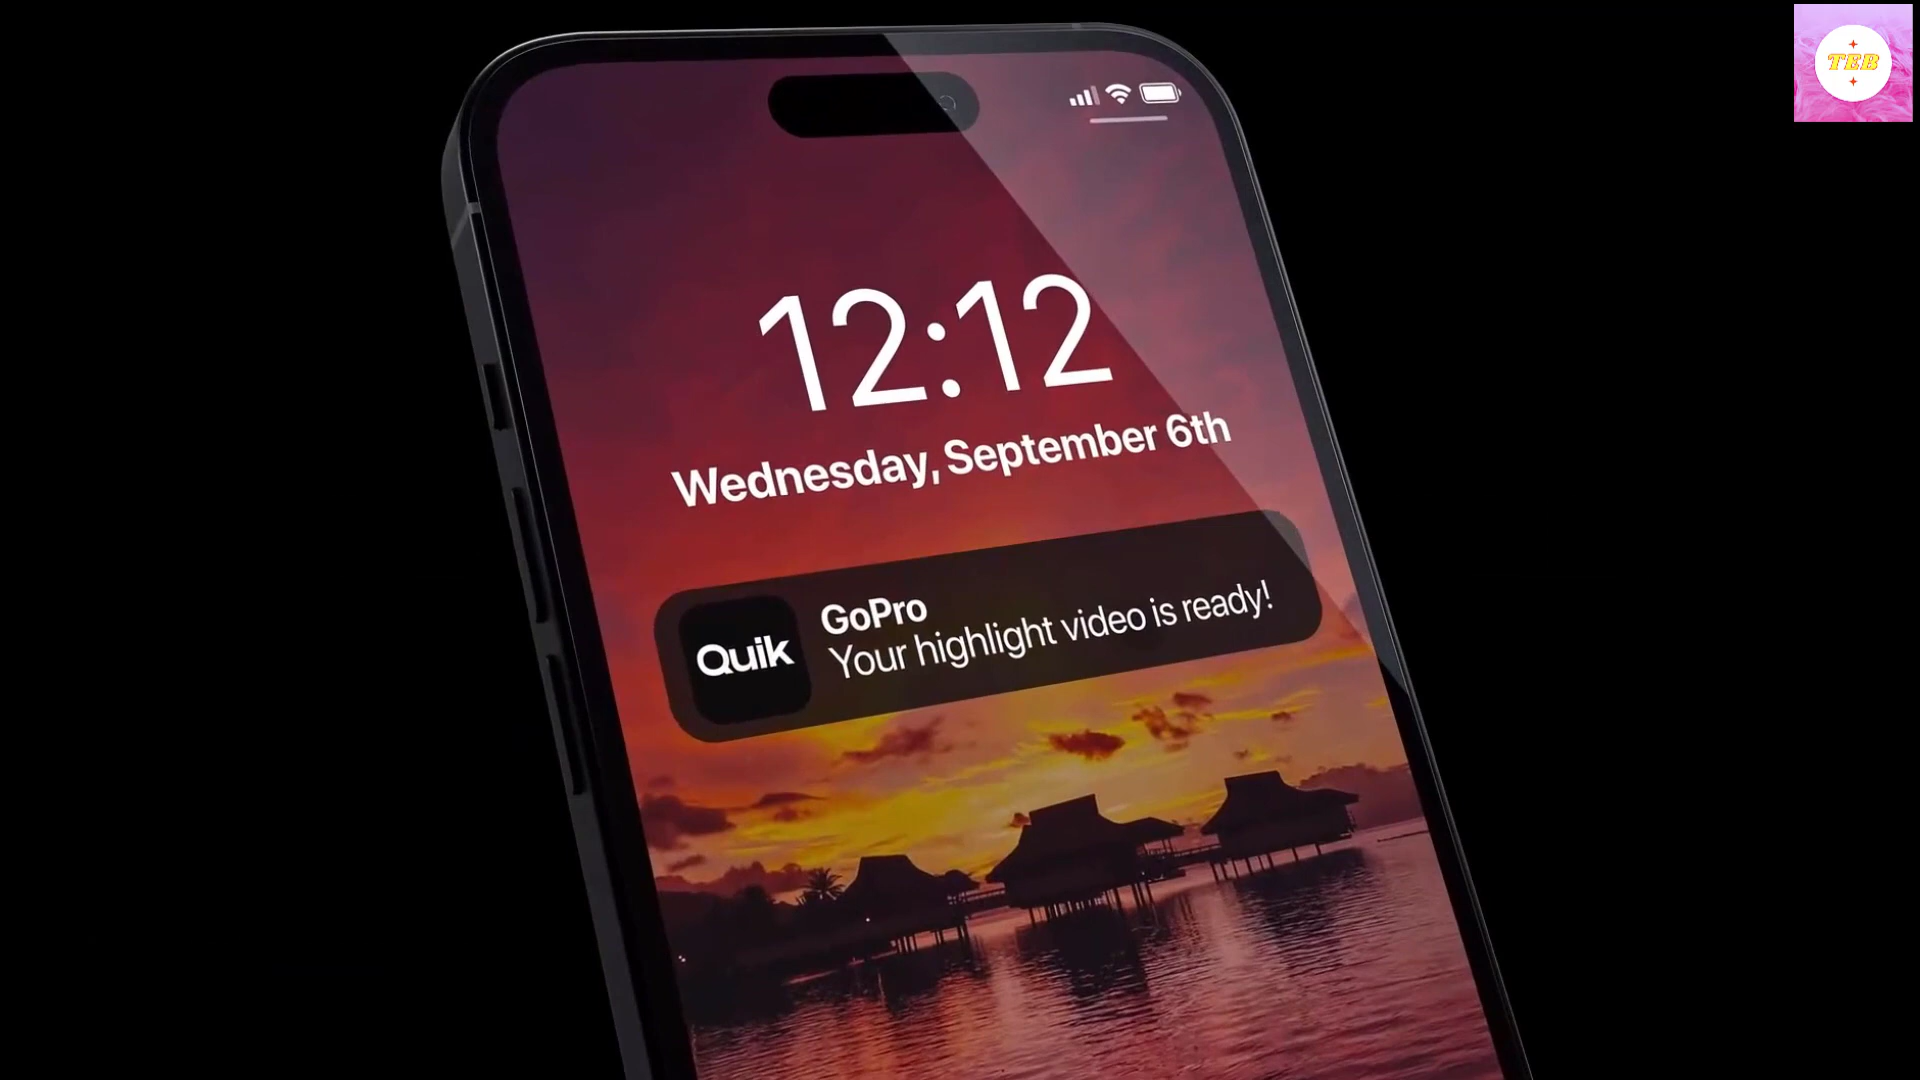 TEB
12:12
Wednesday, September 6th
Quik
GoPro
Your highlight video is ready!